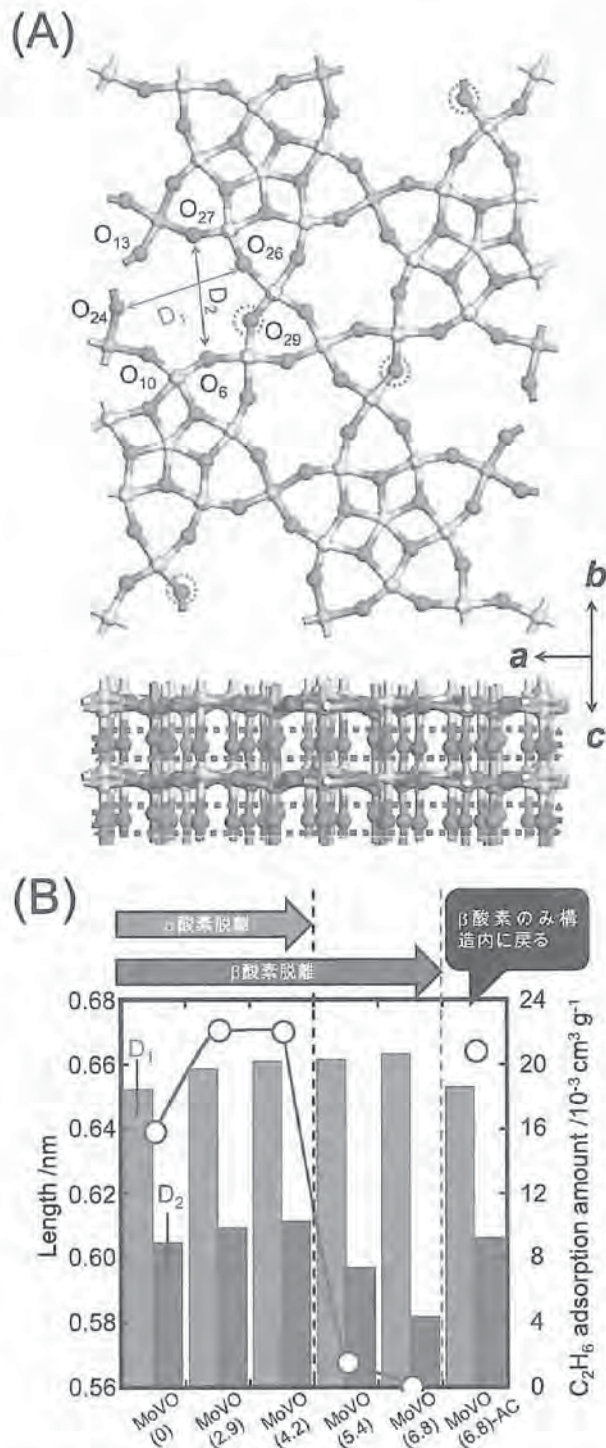 (A)
O27
O13
O26
O24
D1
D2
O29
O10
O6
b
a
c
(B)
α酸素脱離
β酸素脱離
β酸素のみ構
造内に戻る
0.68
0.66
0.64
0.62
0.60
0.58
0.56
Length /nm
D1
D2
24
20
16
12
8
4
0
C2H6 adsorption amount /10-3 cm3 g-1
MoVO
(0)
MoVO
(2.9)
MoVO
(4.2)
MoVO
(5.4)
MoVO
(6.8)
MoVO
(6.8)-AC